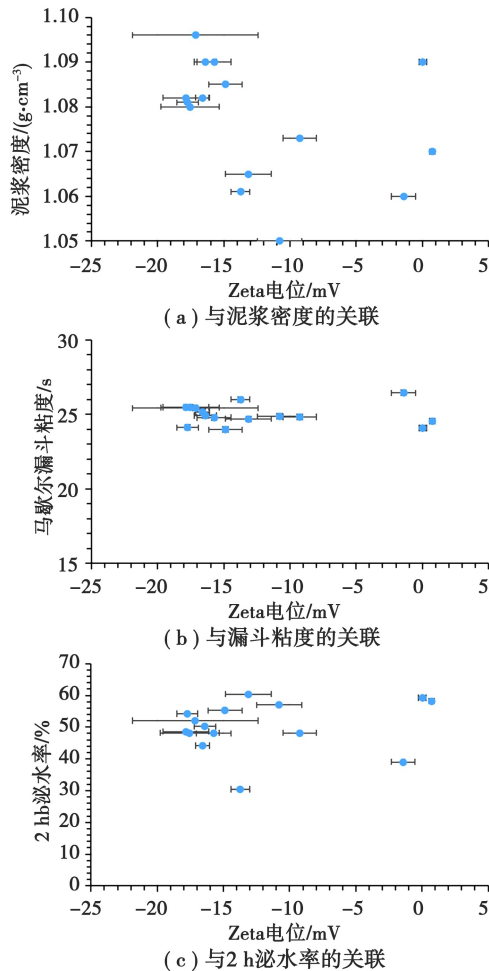 1.10
1.09
1.08
1.07
1.06
1.05
泥浆密度/(g•cm⁻³)
−25 −20 −15 −10 −5 0 5
Zeta电位/mV
(a)与泥浆密度的关联
30
25
20
15
马歇尔漏斗粘度/s
−25 −20 −15 −10 −5 0 5
Zeta电位/mV
(b)与漏斗粘度的关联
70
60
50
40
30
20
10
0
2 hb泌水率/%
−25 −20 −15 −10 −5 0 5
Zeta电位/mV
(c)与2 h泌水率的关联